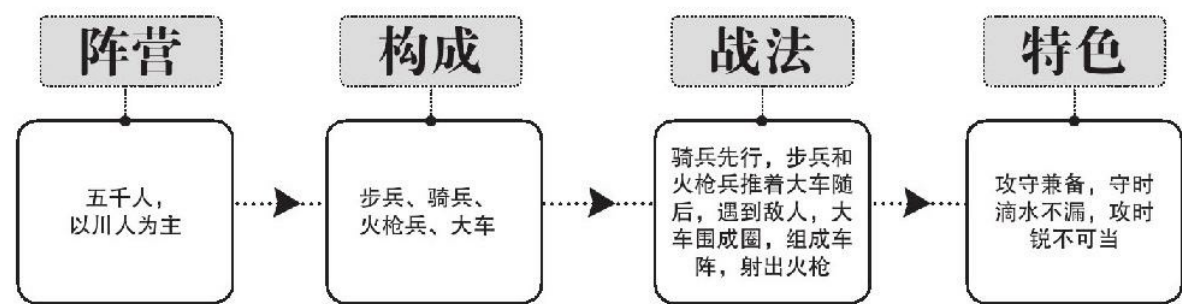 阵营
五千人，
以川人为主
构成
步兵、骑兵、
火枪兵、大车
战法
骑兵先行，步兵和
火枪兵推着大车随
后，遇到敌人，大
车围成圈，组成车
阵，射出火枪
特色
攻守兼备，守时
滴水不漏，攻时
锐不可当